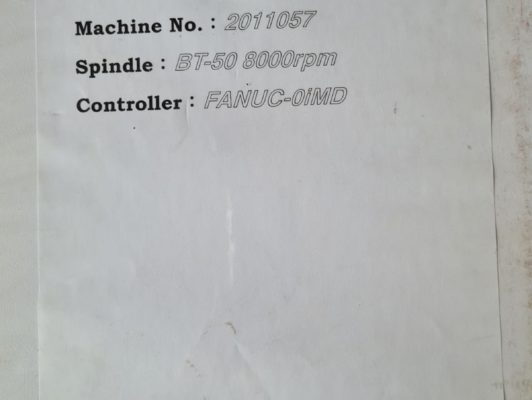 Machine No. : 2011057
Spindle : BT-50 8000rpm
Controller : FANUC-0iMD